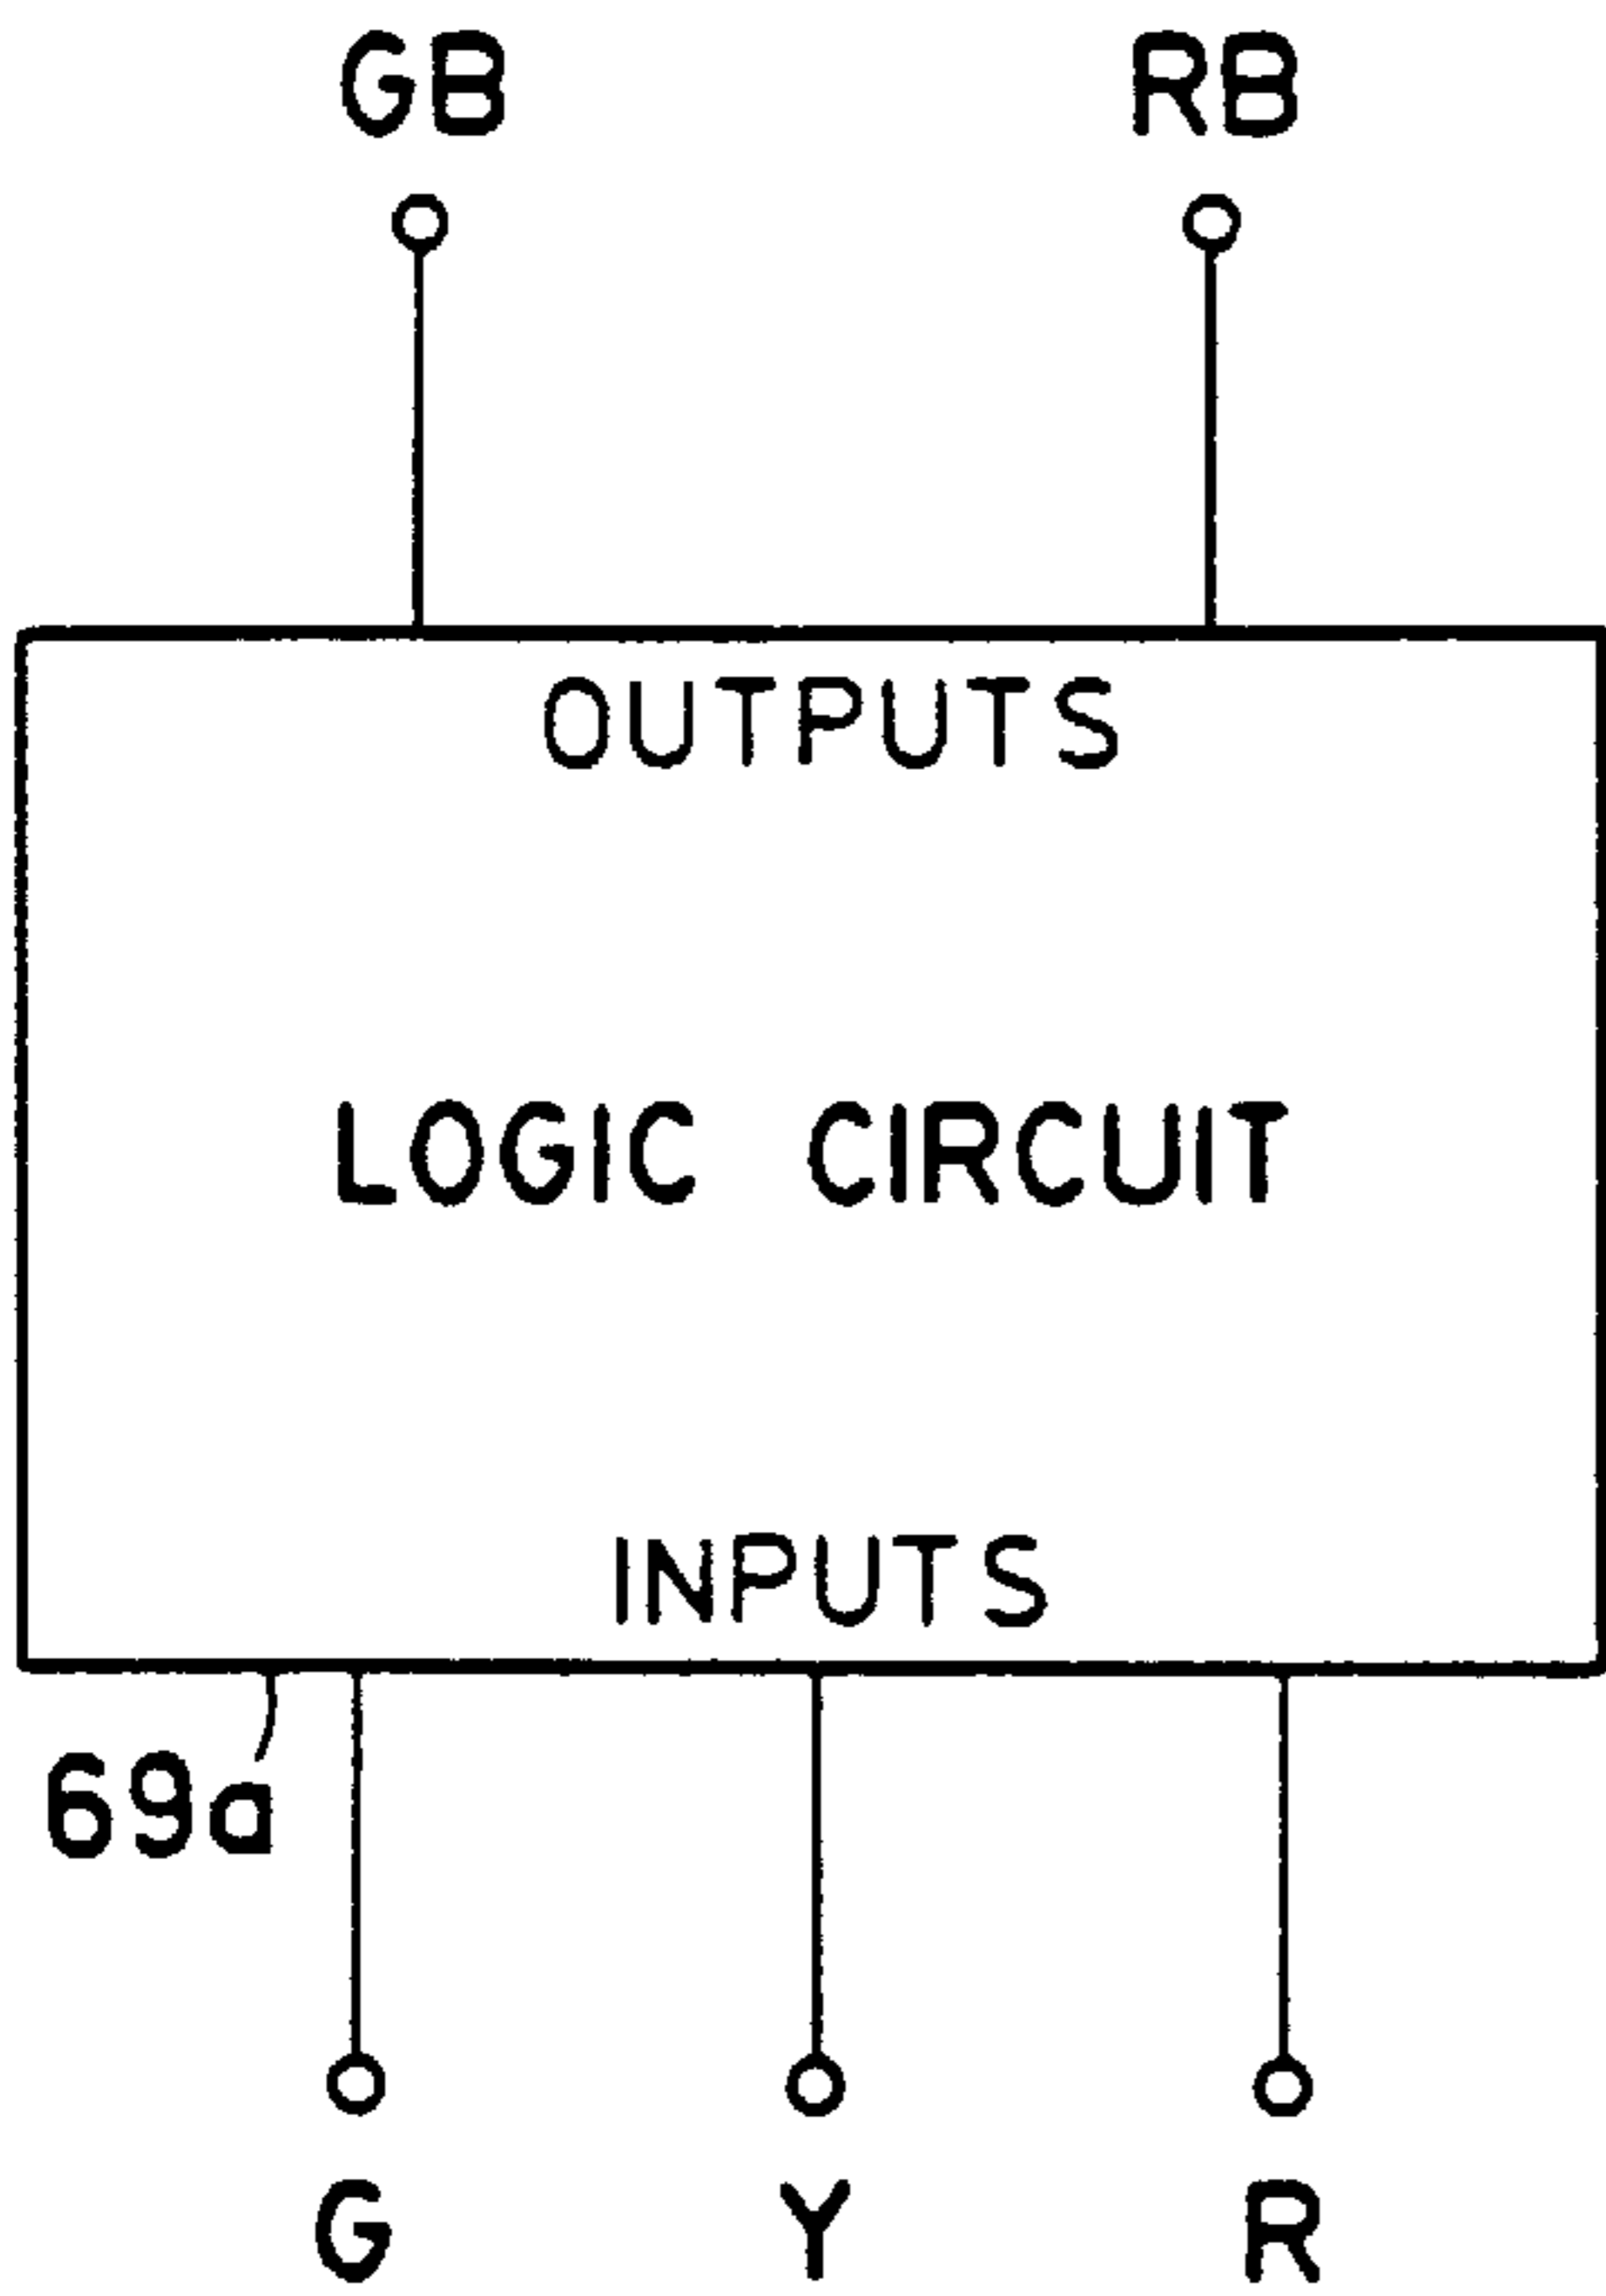 GB RB
OUTPUTS
LOGIC CIRCUIT
INPUTS
69a
G Y R